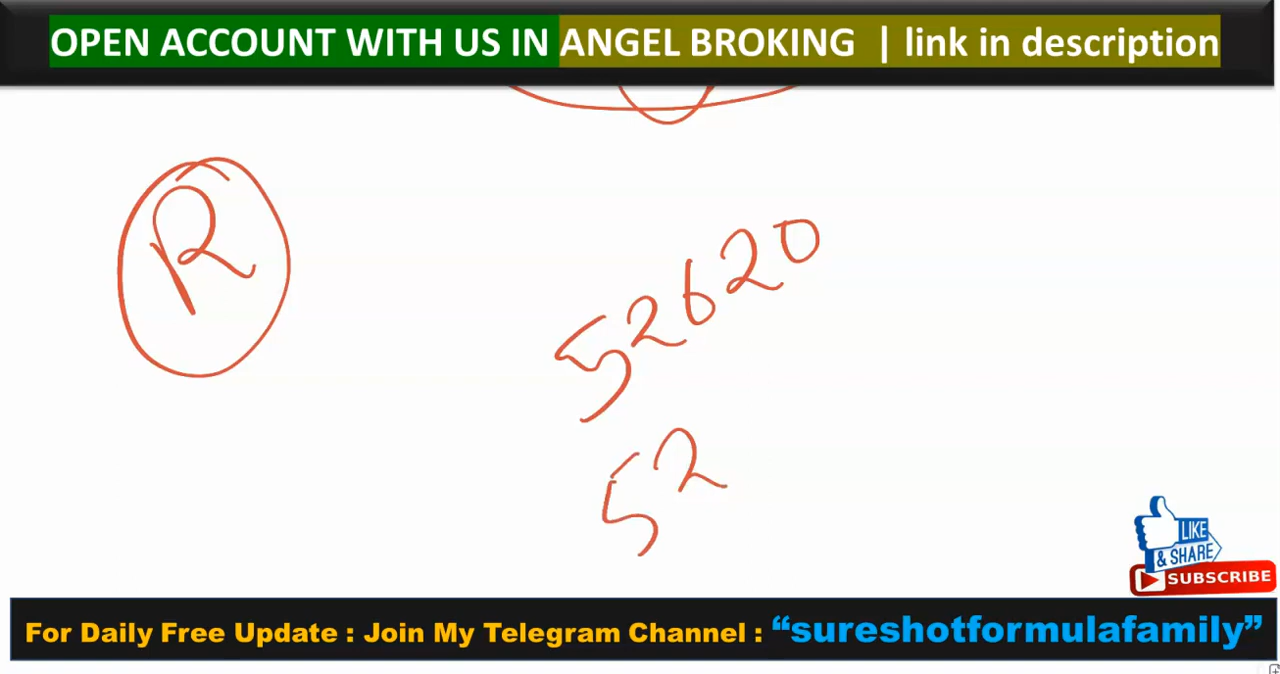 OPEN ACCOUNT WITH US IN ANGEL BROKING | link in description
R
52620
52
LIKE
& SHARE
SUBSCRIBE
For Daily Free Update : Join My Telegram Channel : “sureshotformulafamily”